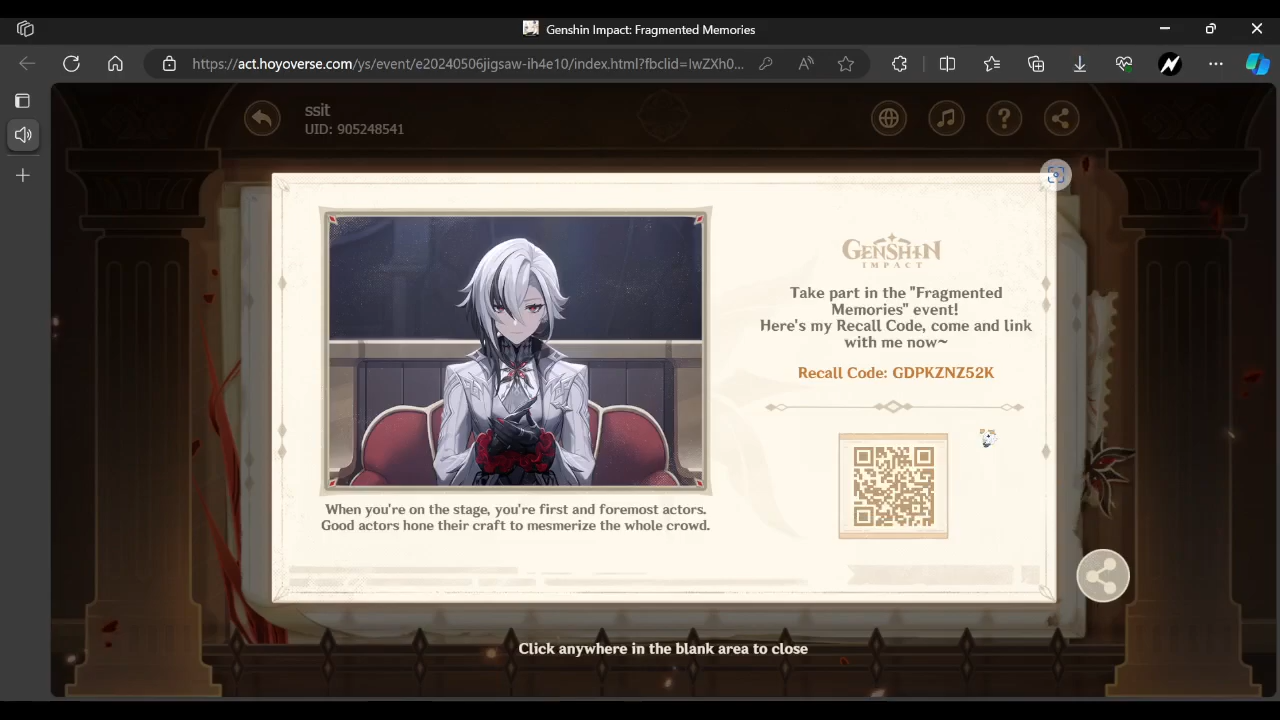 Genshin Impact: Fragmented Memories
https://act.hoyoverse.com/ys/event/e20240506jigsaw-ih4e10/index.html?fbclid=IwZXh0...
ssit
UID: 905248541
GENSHIN
IMPACT
Take part in the "Fragmented
Memories" event!
Here's my Recall Code, come and link
with me now~
Recall Code: GDPKZNZ52K
When you're on the stage, you're first and foremost actors.
Good actors hone their craft to mesmerize the whole crowd.
Click anywhere in the blank area to close